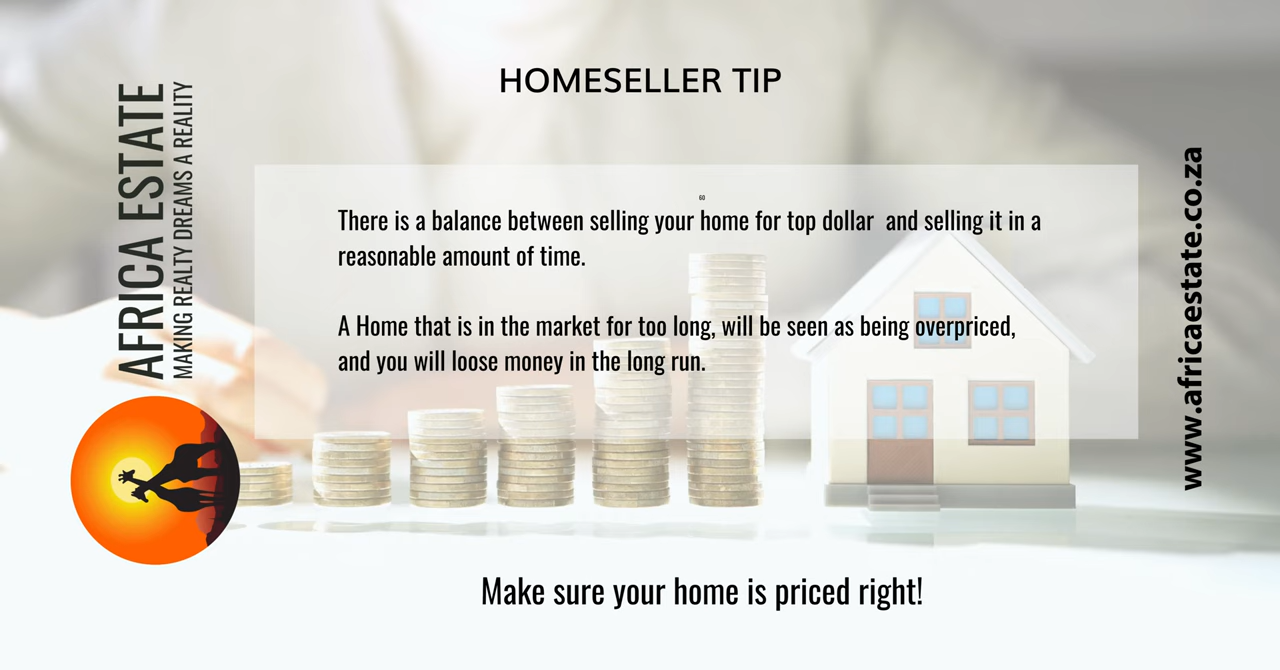 HOMESELLER TIP
AFRICA ESTATE
MAKING REALTY DREAMS A REALITY
60
There is a balance between selling your home for top dollar  and selling it in a
reasonable amount of time.
A Home that is in the market for too long, will be seen as being overpriced,
and you will loose money in the long run.
www.africaestate.co.za
Make sure your home is priced right!